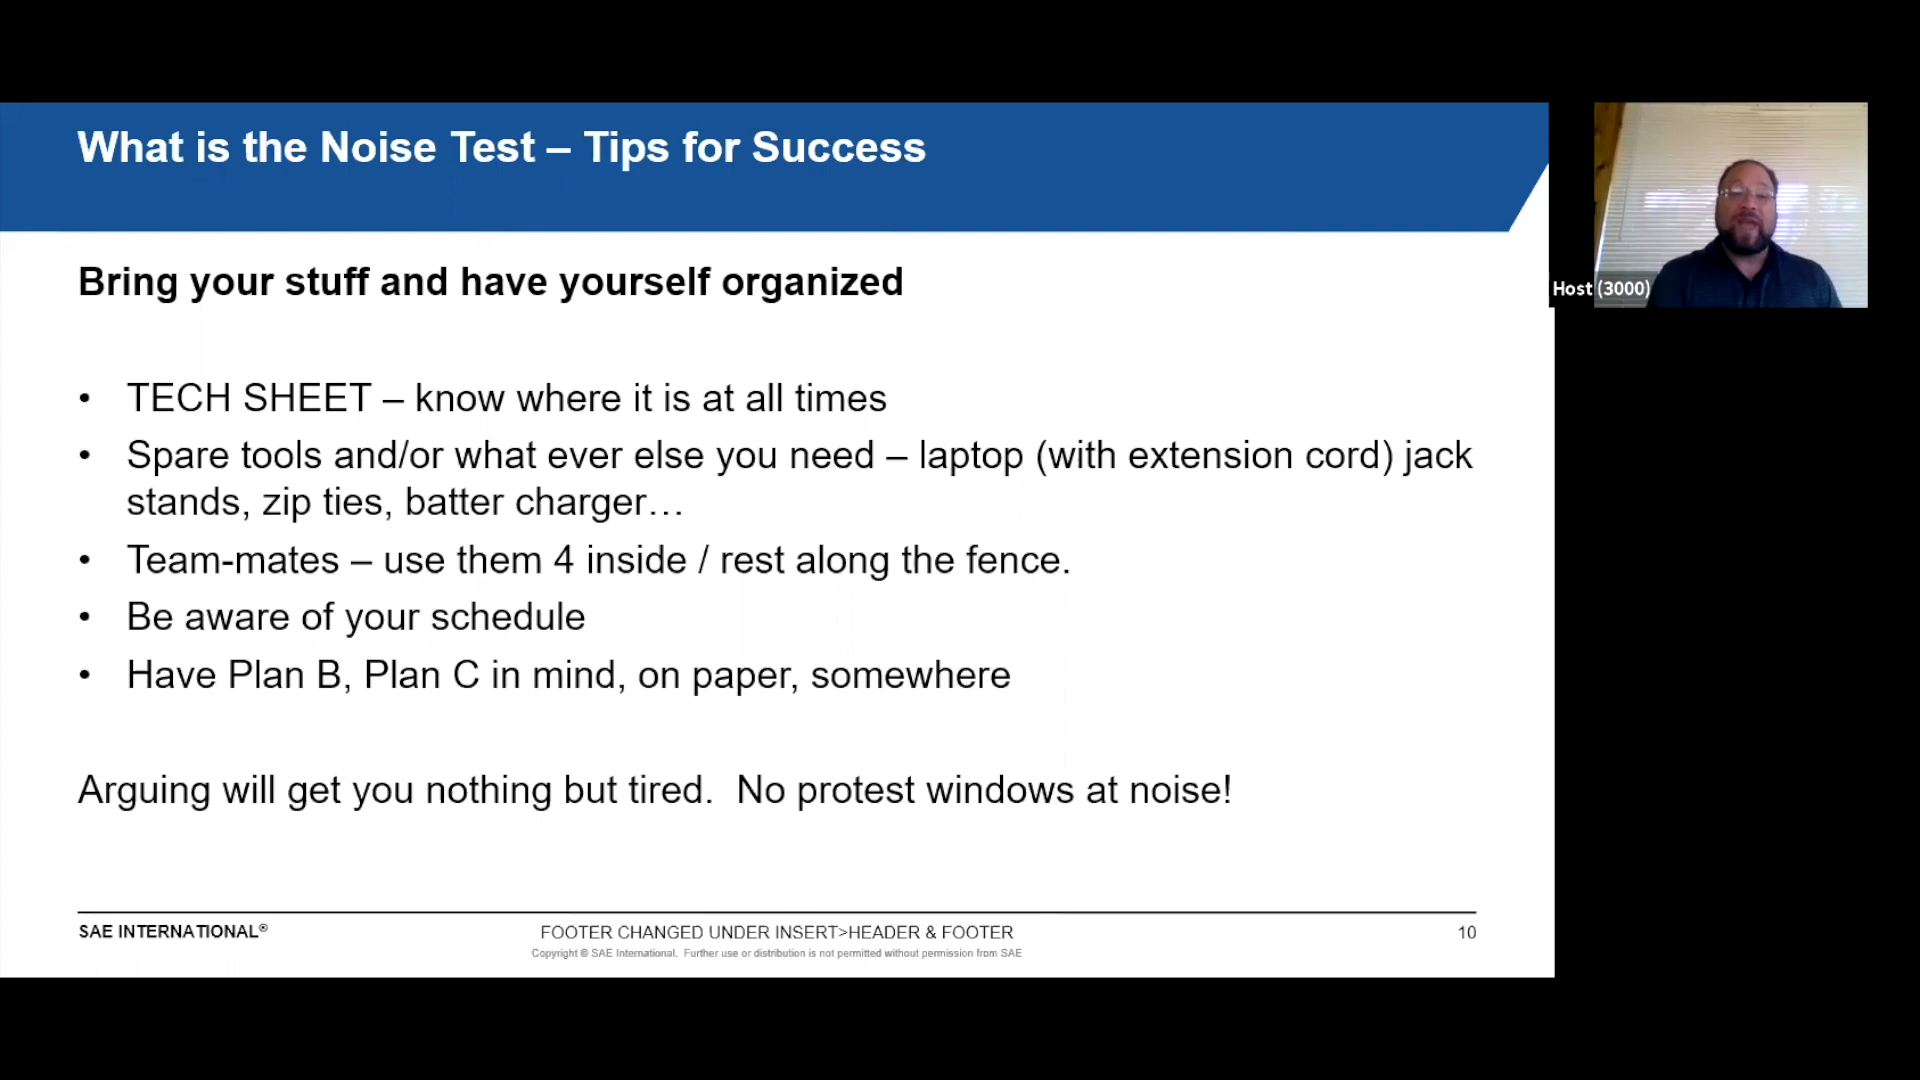 What is the Noise Test – Tips for Success
Host (3000)
Bring your stuff and have yourself organized
• TECH SHEET – know where it is at all times
• Spare tools and/or what ever else you need – laptop (with extension cord) jack
stands, zip ties, batter charger…
• Team-mates – use them 4 inside / rest along the fence.
• Be aware of your schedule
• Have Plan B, Plan C in mind, on paper, somewhere
Arguing will get you nothing but tired.  No protest windows at noise!
SAE INTERNATIONAL®
FOOTER CHANGED UNDER INSERT>HEADER & FOOTER
10
Copyright © SAE International.  Further use or distribution is not permitted without permission from SAE